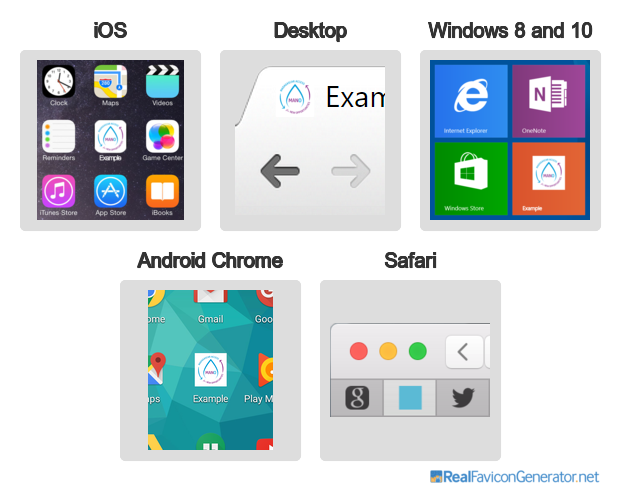 iOS
Desktop
Windows 8 and 10
Clock
Maps
Videos
Reminders
Example
Game Center
iTunes Store
App Store
iBooks
MANO
Exam
Internet Explorer
OneNote
Windows Store
Example
Android Chrome
Safari
ome
Gmail
Goo
aps
Example
Play M
RealFaviconGenerator.net